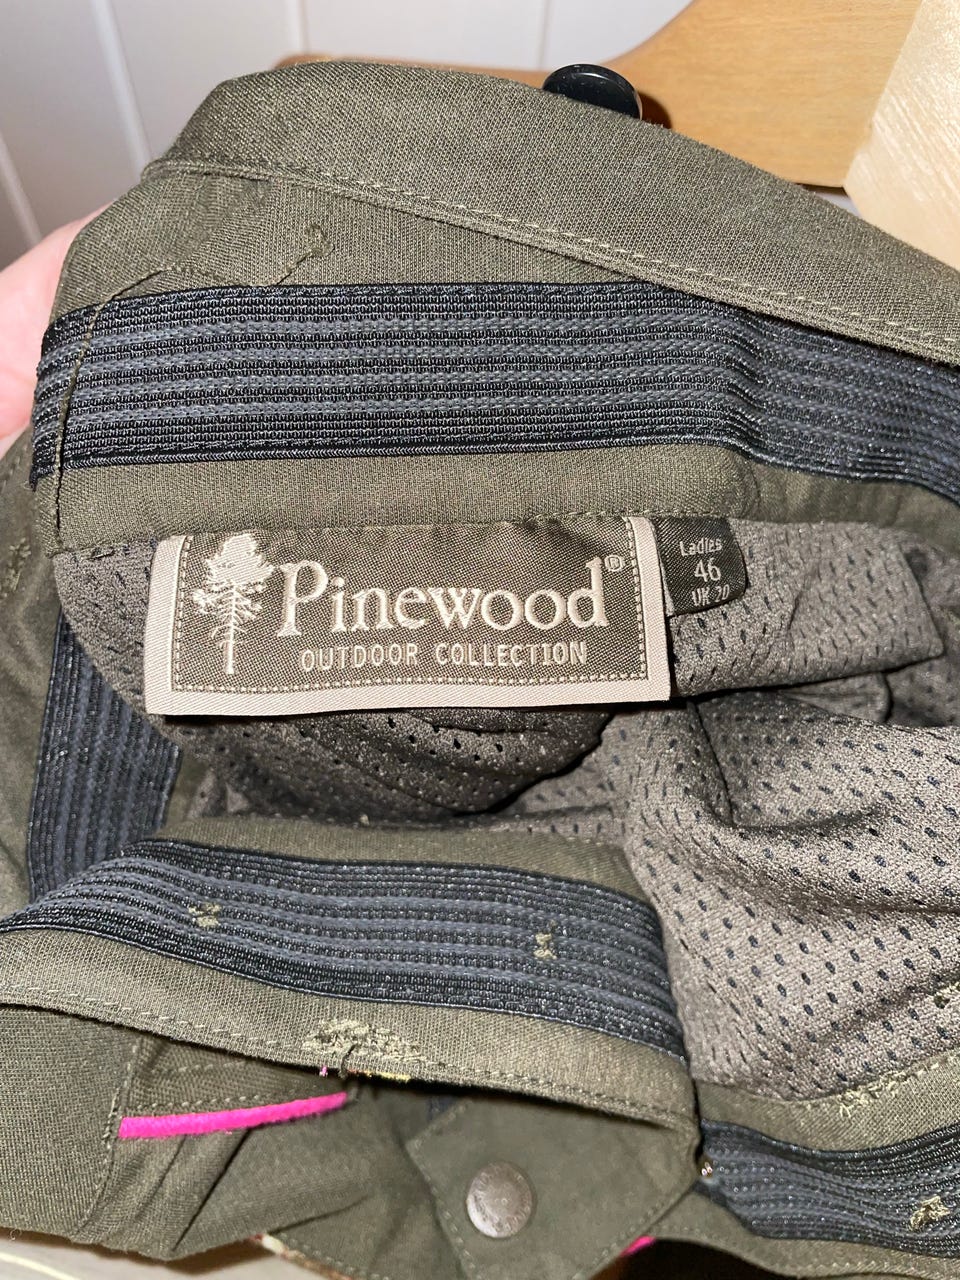 Pinewood®
OUTDOOR COLLECTION
Ladies
46
UK 20